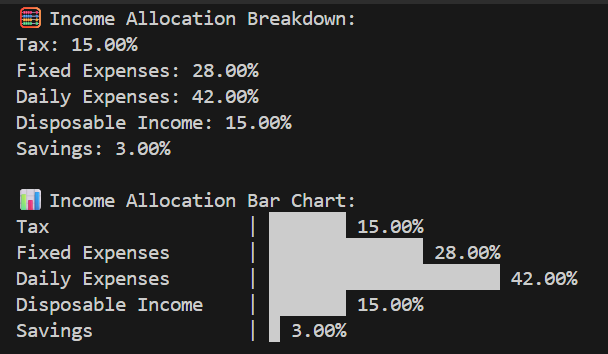 🧮 Income Allocation Breakdown:
Tax: 15.00%
Fixed Expenses: 28.00%
Daily Expenses: 42.00%
Disposable Income: 15.00%
Savings: 3.00%
📊 Income Allocation Bar Chart:
Tax | 15.00%
Fixed Expenses | 28.00%
Daily Expenses | 42.00%
Disposable Income | 15.00%
Savings | 3.00%